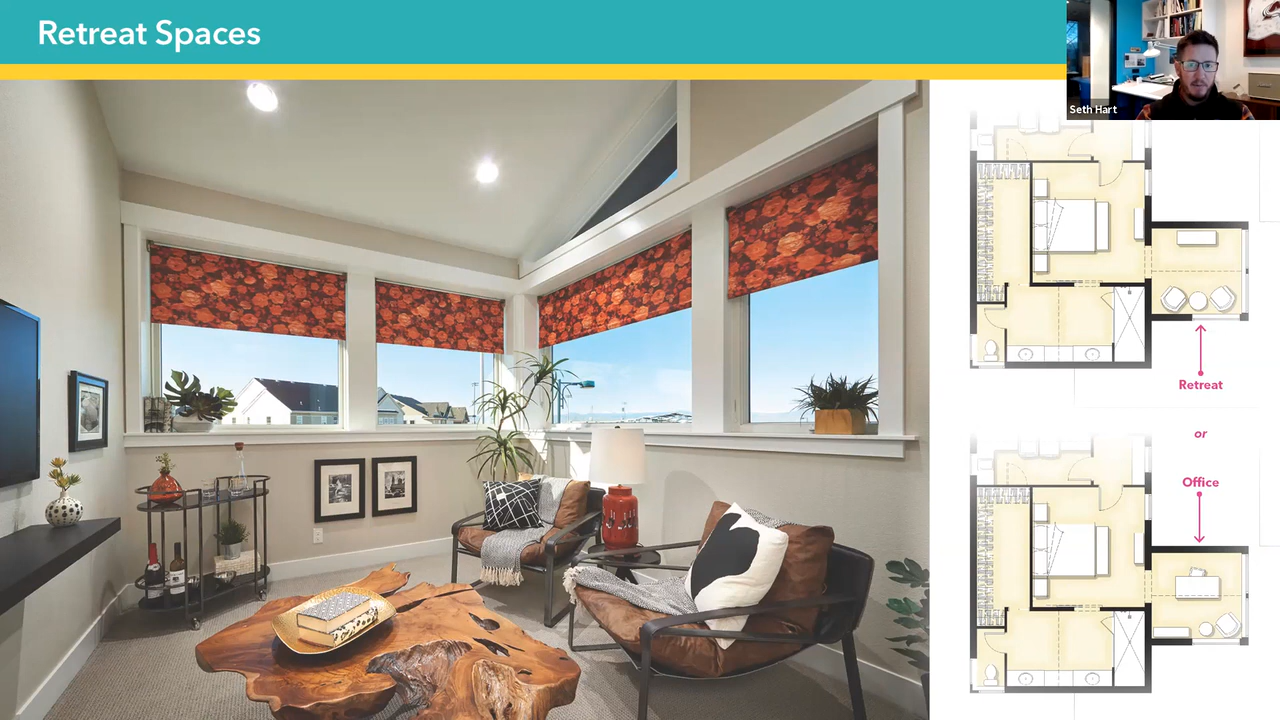 Retreat Spaces
Seth Hart
Retreat
or
Office